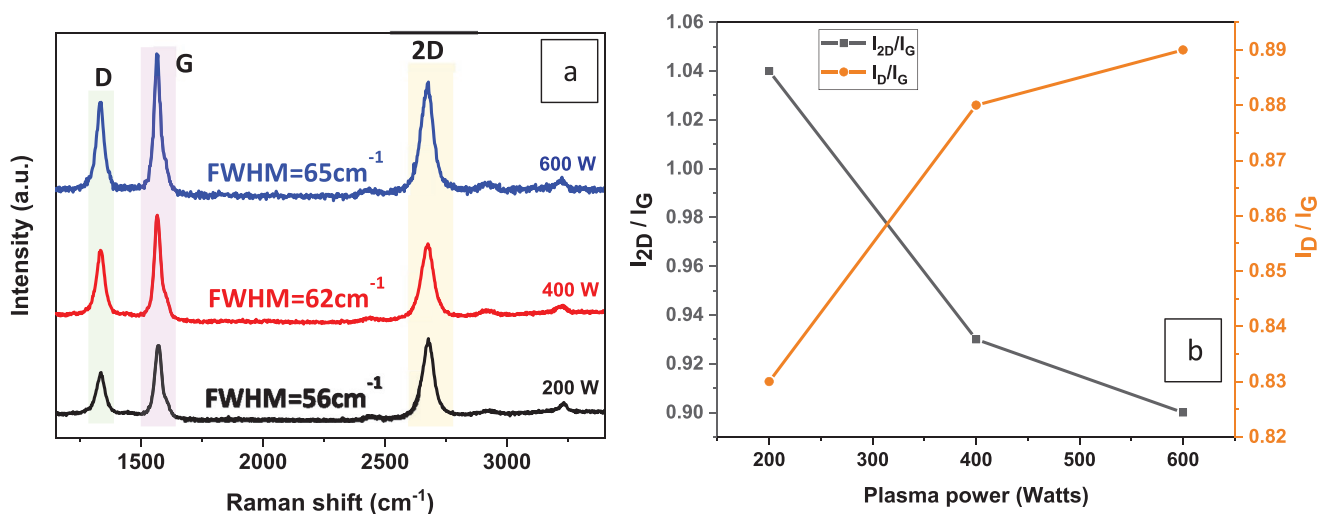 a
D
G
2D
FWHM=65cm⁻¹
600 W
FWHM=62cm⁻¹
400 W
FWHM=56cm⁻¹
200 W
Intensity (a.u.)
1500 2000 2500 3000
Raman shift (cm⁻¹)
I2D/IG
ID/IG
b
I2D / IG
1.06
1.04
1.02
1.00
0.98
0.96
0.94
0.92
0.90
200 400 600
Plasma power (Watts)
0.89
0.88
0.87
0.86
0.85
0.84
0.83
0.82
ID / IG